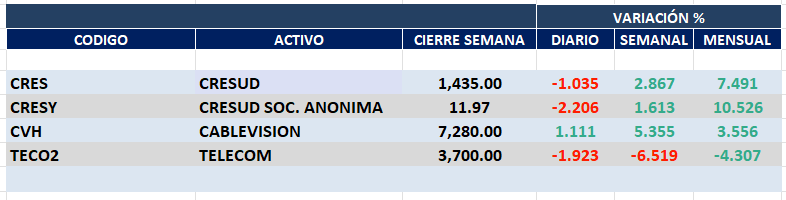 VARIACIÓN %
CODIGO ACTIVO CIERRE SEMANA DIARIO SEMANAL MENSUAL
CRES CRESUD 1,435.00 -1.035 2.867 7.491
CRESY CRESUD SOC. ANONIMA 11.97 -2.206 1.613 10.526
CVH CABLEVISION 7,280.00 1.111 5.355 3.556
TECO2 TELECOM 3,700.00 -1.923 -6.519 -4.307